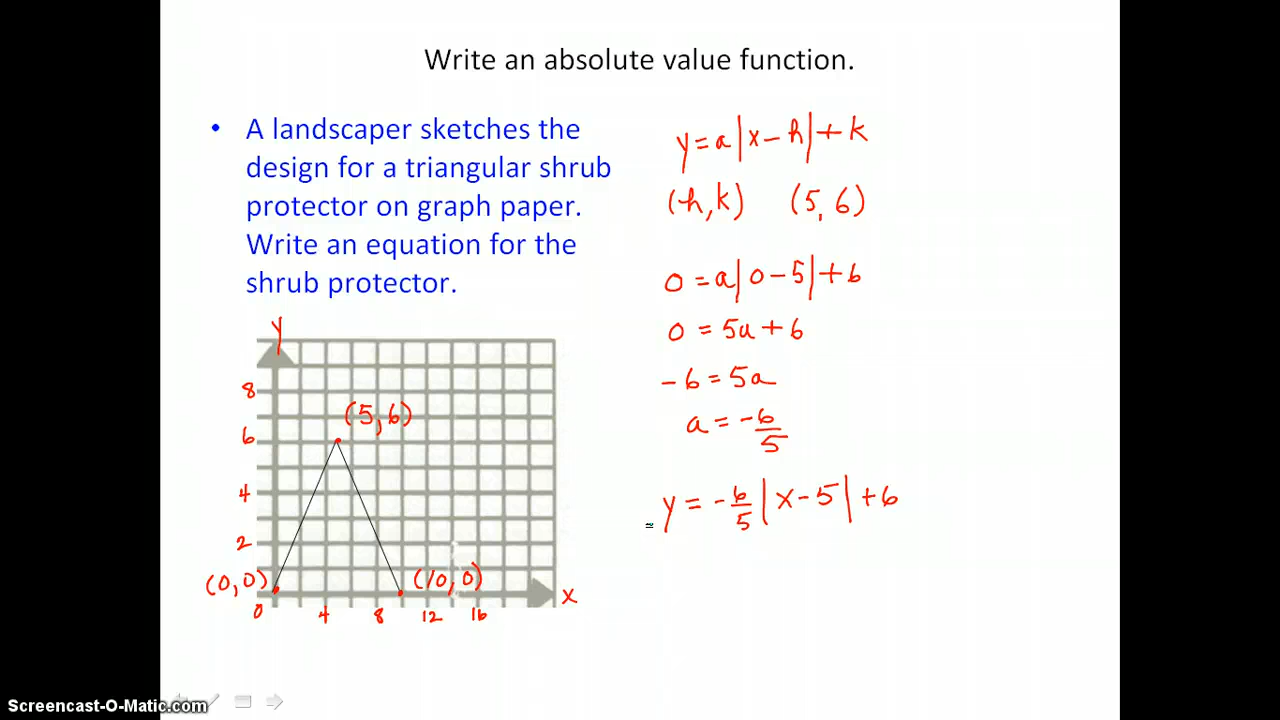 Write an absolute value function.
• A landscaper sketches the
design for a triangular shrub
protector on graph paper.
Write an equation for the
shrub protector.
y = a|x - h| + k
(h, k) (5, 6)
0 = a|0 - 5| + 6
0 = 5a + 6
-6 = 5a
a = -6/5
y = -6/5 |x - 5| + 6
y
8
(5, 6)
6
4
2
(0, 0)
(10, 0)
x
0 4 8 12 16
Screencast-O-Matic.com